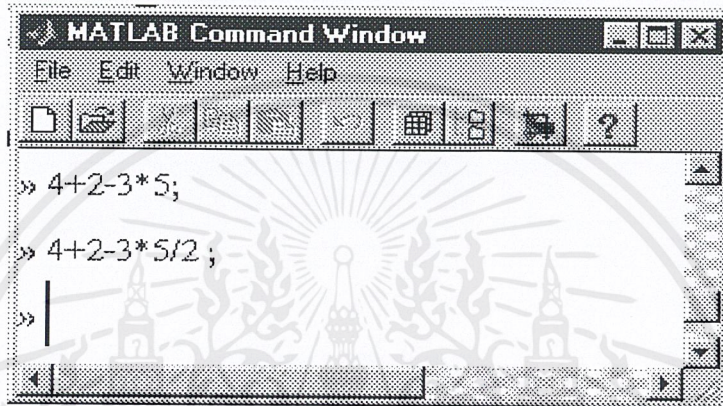 MATLAB Command Window
File Edit Window Help
?
» 4+2-3*5;
» 4+2-3*5/2 ;
»